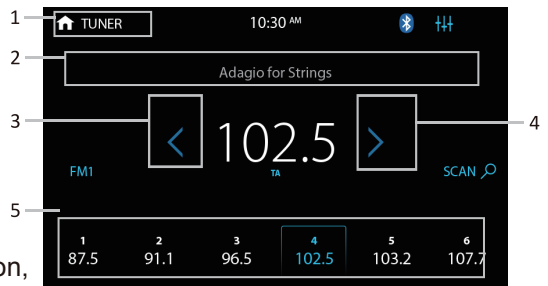 1 TUNER 10:30 AM
2 Adagio for Strings
3 102.5 4
TA
FM1 SCAN
5
1 2 3 4 5 6
87.5 91.1 96.5 102.5 103.2 107.7
on,